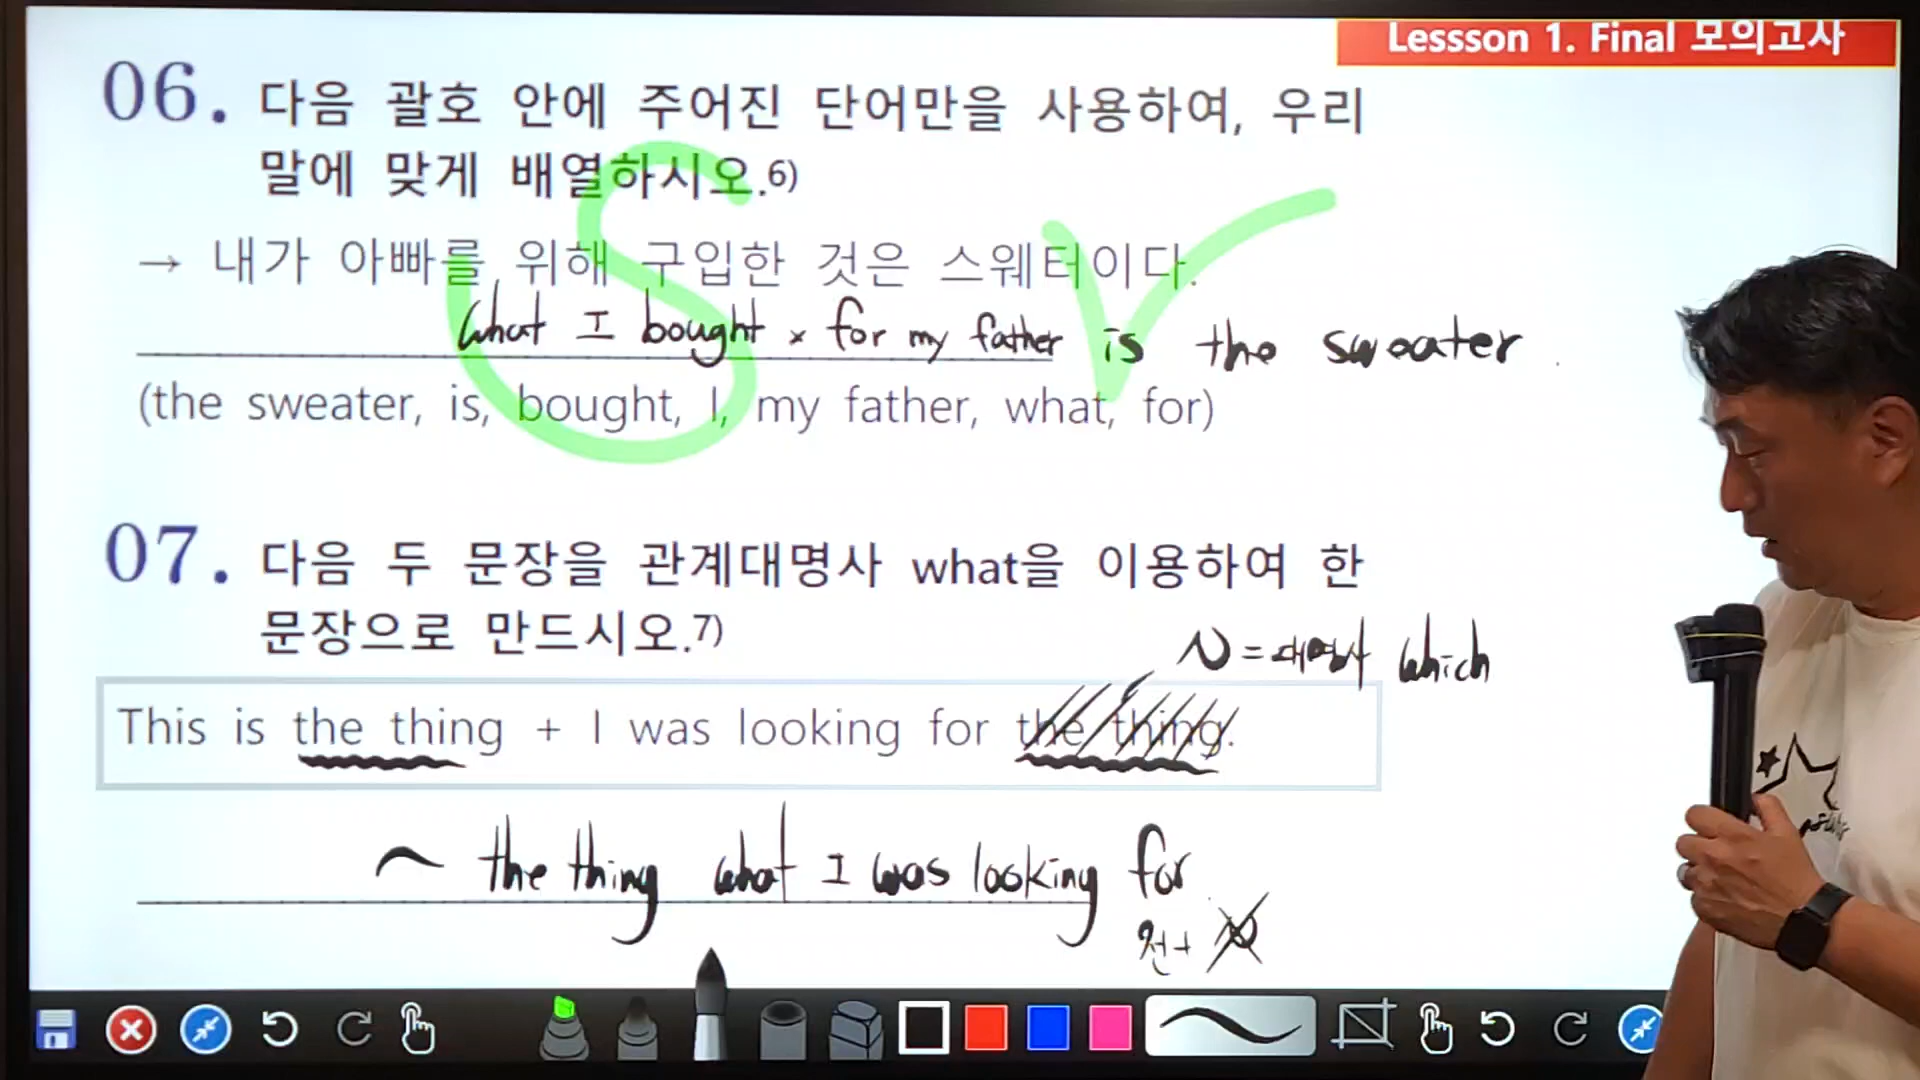 Lessson 1. Final 모의고사
06. 다음 괄호 안에 주어진 단어만을 사용하여, 우리
말에 맞게 배열하시오.6)
→ 내가 아빠를 위해 구입한 것은 스웨터이다.
S V
what I bought × for my father is the sweater.
(the sweater, is, bought, I, my father, what, for)
07. 다음 두 문장을 관계대명사 what을 이용하여 한
문장으로 만드시오.7)
N = 대명사 which
This is the thing + I was looking for the thing.
~ the thing what I was looking for
전+